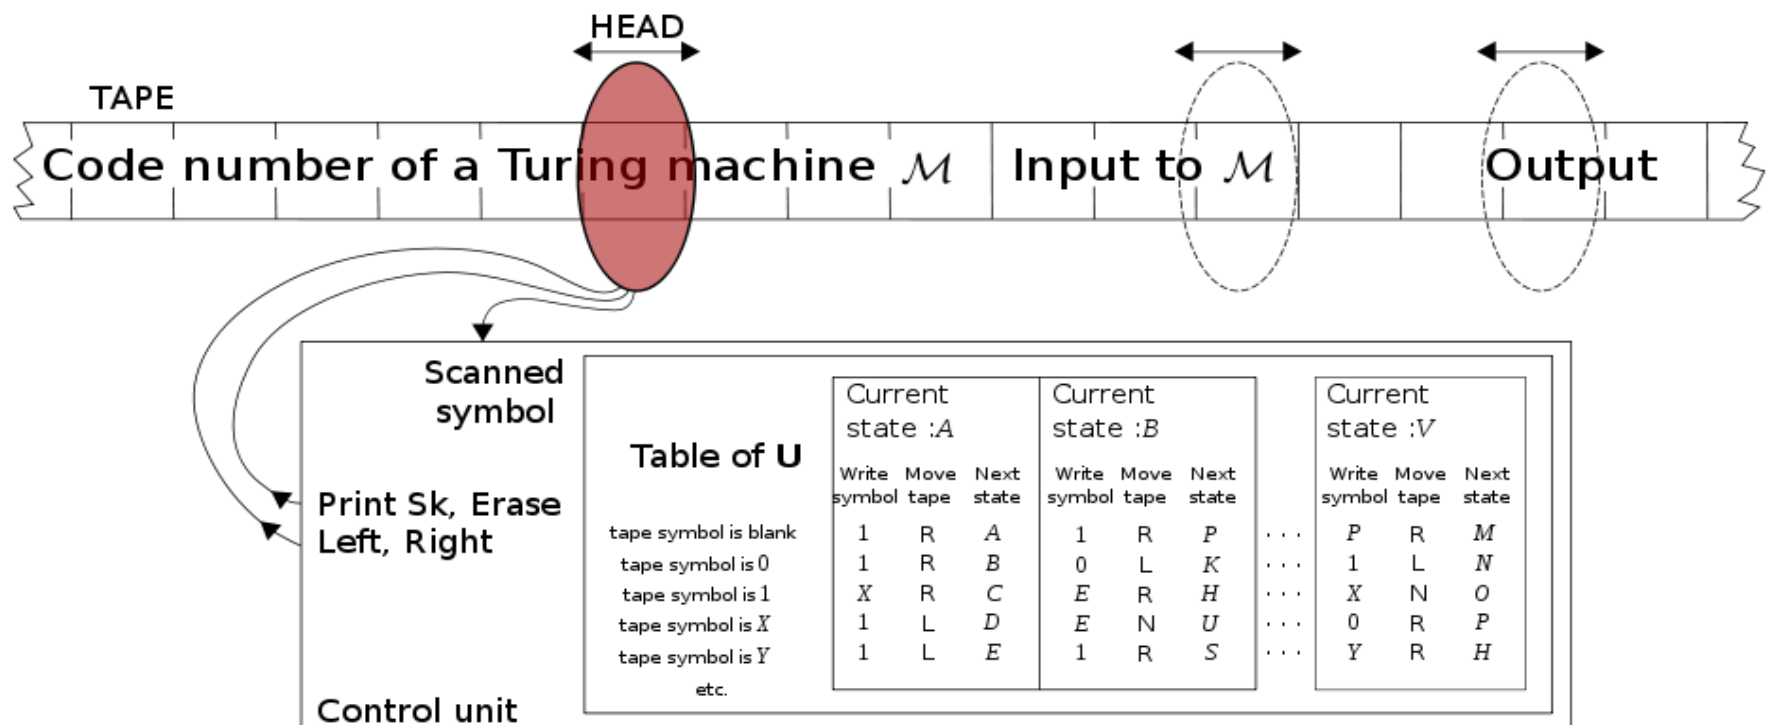 HEAD
TAPE
Code number of a Turing machine ℳ Input to ℳ Output
Scanned
symbol
Print Sk, Erase
Left, Right
Control unit
Table of U
Current Current Current
state :A state :B state :V
Write Move Next Write Move Next Write Move Next
symbol tape state symbol tape state symbol tape state
tape symbol is blank 1 R A 1 R P · · · P R M
tape symbol is 0 1 R B 0 L K · · · 1 L N
tape symbol is 1 X R C E R H · · · X N O
tape symbol is X 1 L D E N U · · · 0 R P
tape symbol is Y 1 L E 1 R S · · · Y R H
etc.